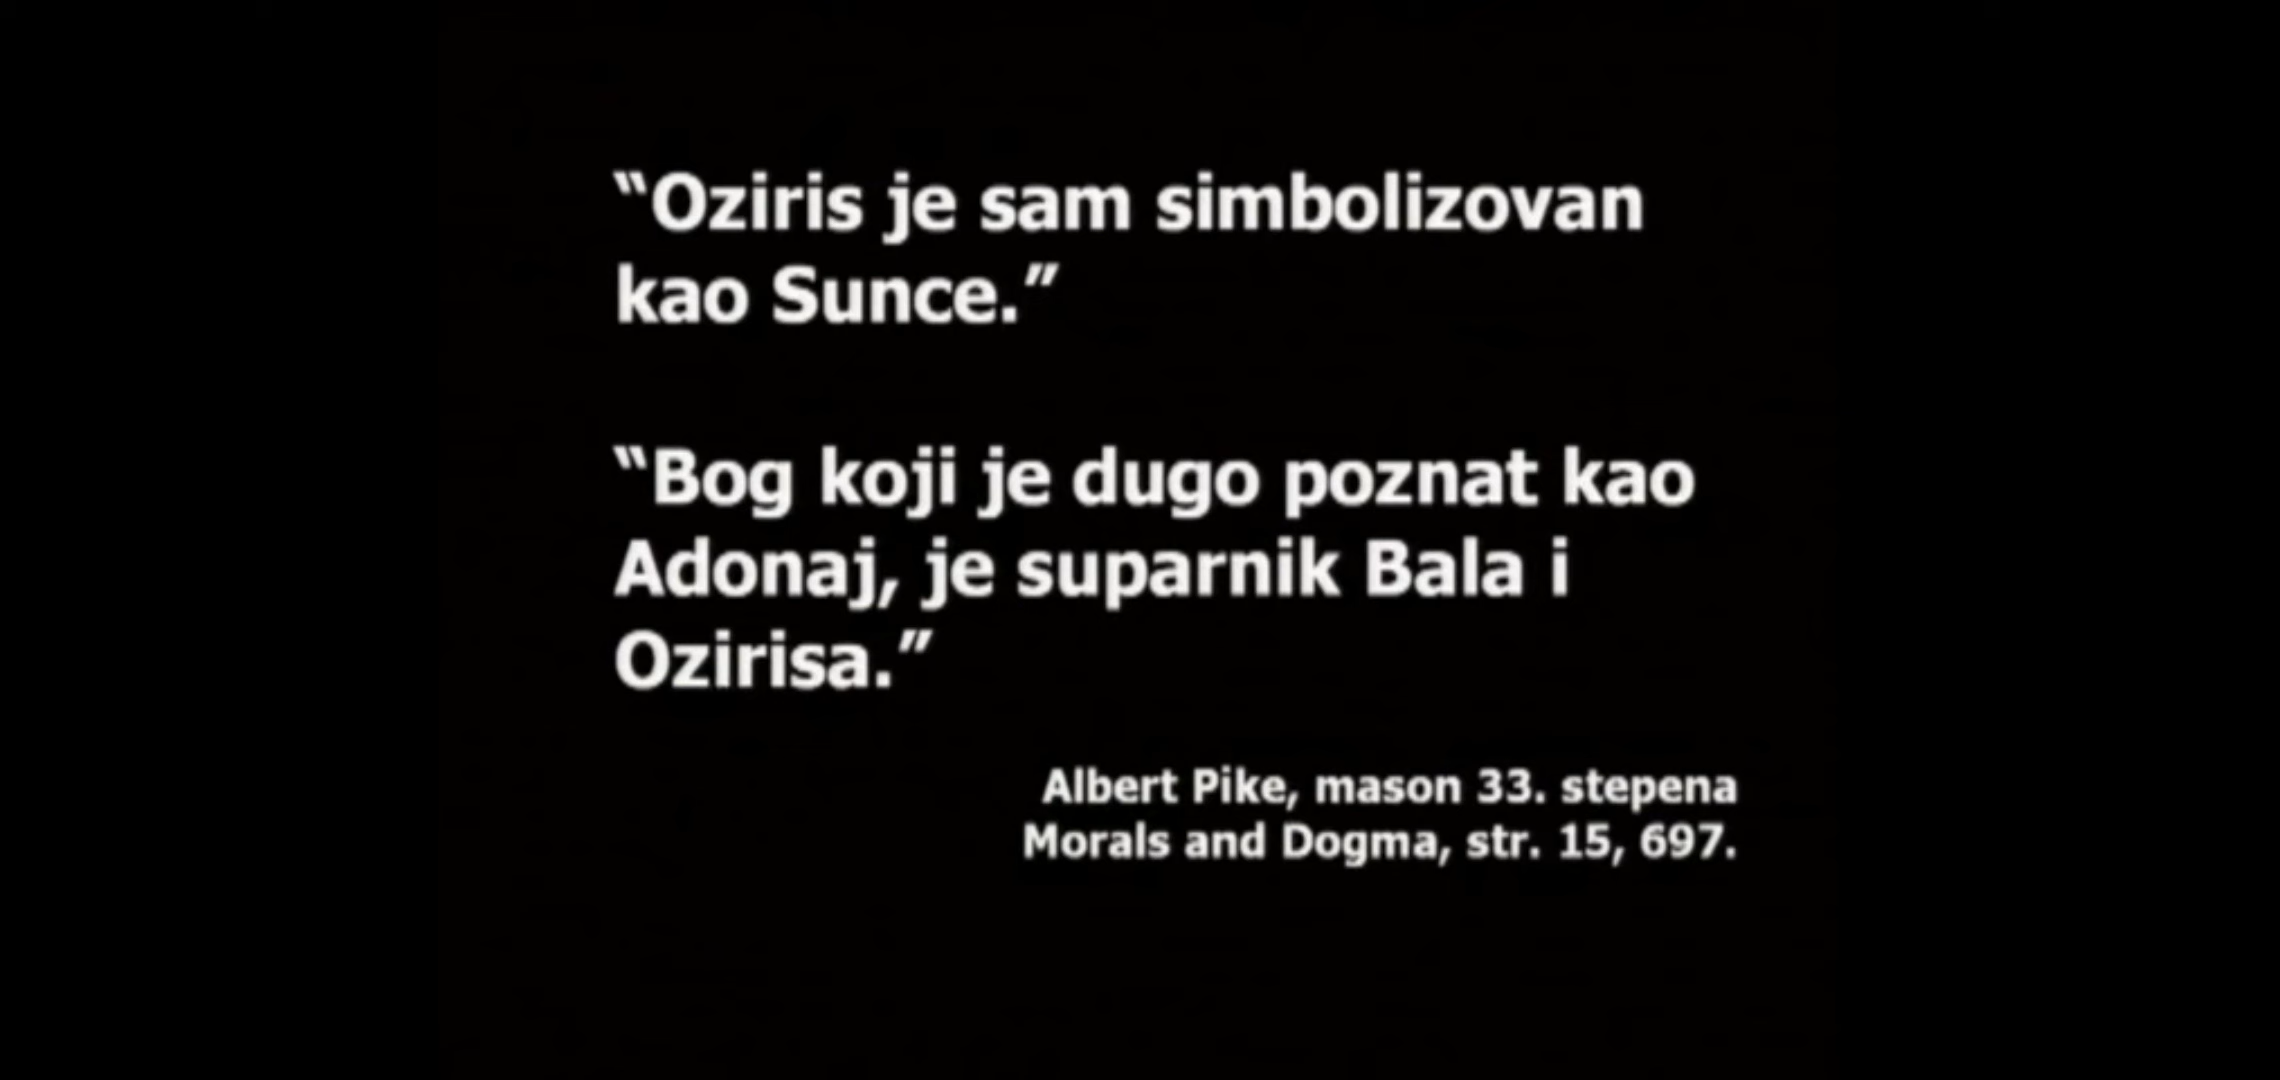 “Oziris je sam simbolizovan
kao Sunce.”
“Bog koji je dugo poznat kao
Adonaj, je suparnik Bala i
Ozirisa.”
Albert Pike, mason 33. stepena
Morals and Dogma, str. 15, 697.